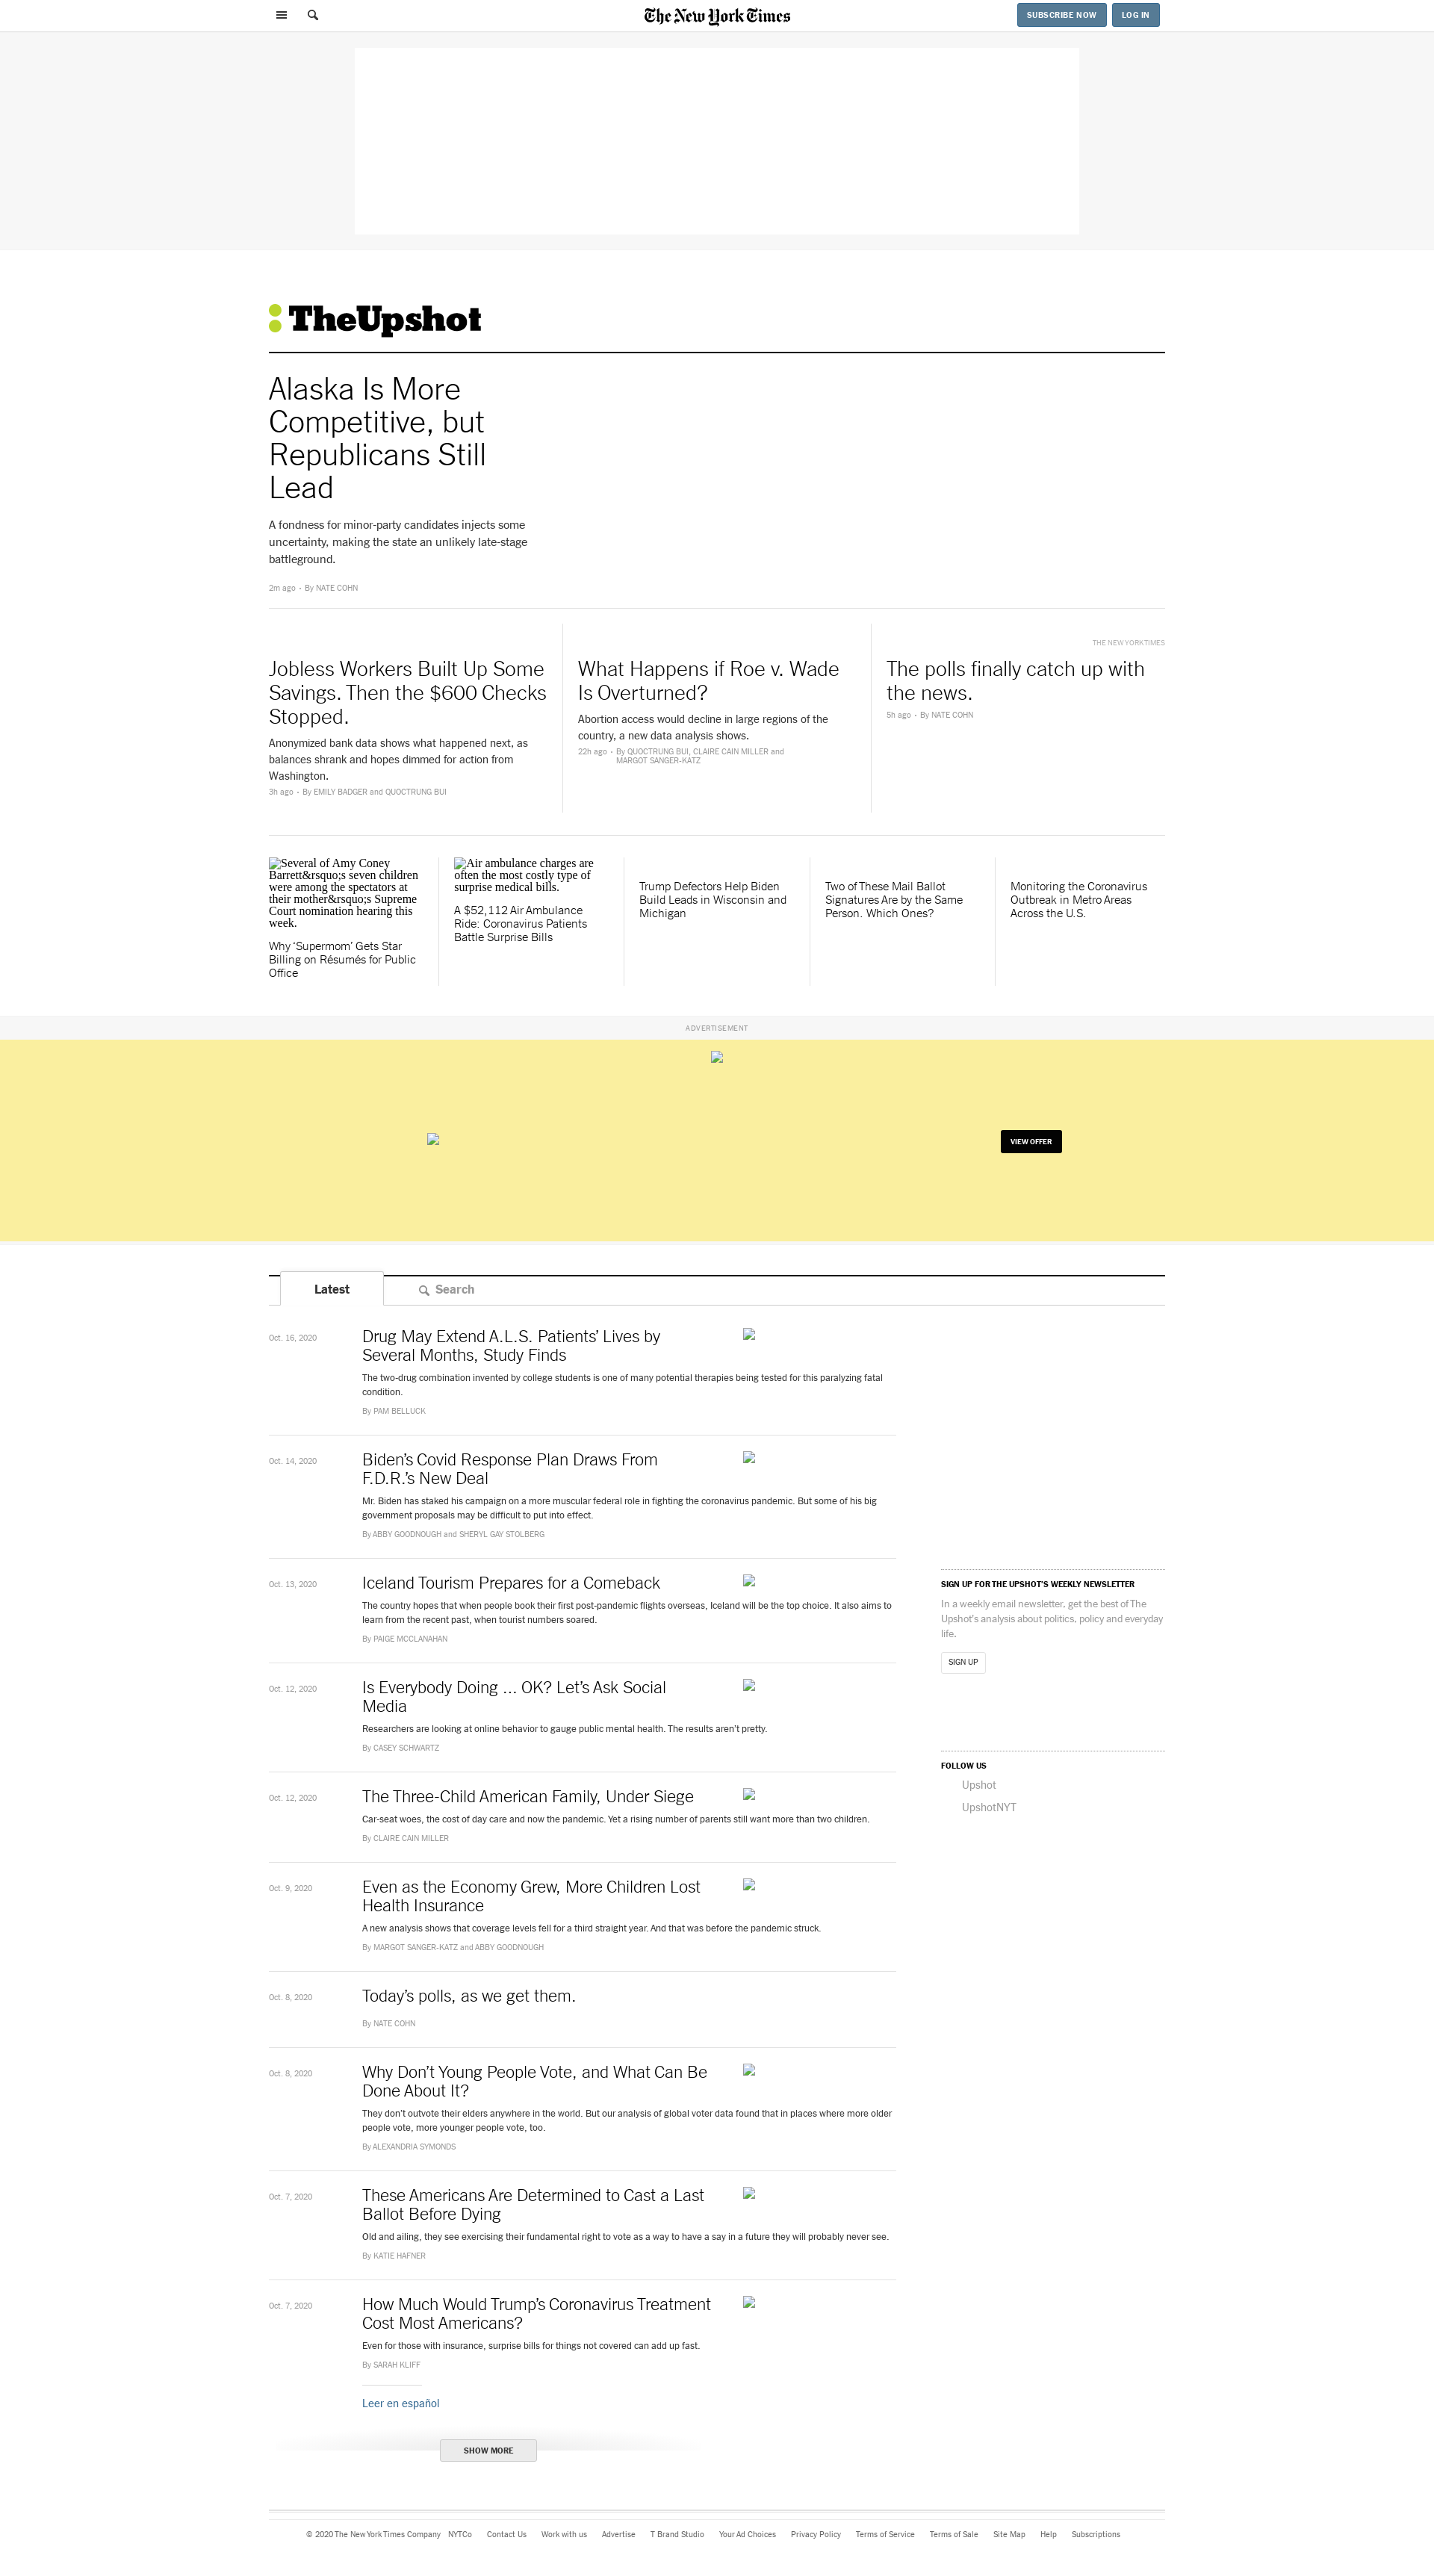 The New York Times
SUBSCRIBE NOW
LOG IN
TheUpshot
Alaska Is More
Competitive, but
Republicans Still
Lead
A fondness for minor-party candidates injects some
uncertainty, making the state an unlikely late-stage
battleground.
2m ago • By NATE COHN
Jobless Workers Built Up Some
Savings. Then the $600 Checks
Stopped.
Anonymized bank data shows what happened next, as
balances shrank and hopes dimmed for action from
Washington.
3h ago • By EMILY BADGER and QUOCTRUNG BUI
What Happens if Roe v. Wade
Is Overturned?
Abortion access would decline in large regions of the
country, a new data analysis shows.
22h ago • By QUOCTRUNG BUI, CLAIRE CAIN MILLER and
MARGOT SANGER-KATZ
THE NEW YORK TIMES
The polls finally catch up with
the news.
5h ago • By NATE COHN
Several of Amy Coney
Barrett&rsquo;s seven children
were among the spectators at
their mother&rsquo;s Supreme
Court nomination hearing this
week.
Why ‘Supermom’ Gets Star
Billing on Résumés for Public
Office
Air ambulance charges are
often the most costly type of
surprise medical bills.
A $52,112 Air Ambulance
Ride: Coronavirus Patients
Battle Surprise Bills
Trump Defectors Help Biden
Build Leads in Wisconsin and
Michigan
Two of These Mail Ballot
Signatures Are by the Same
Person. Which Ones?
Monitoring the Coronavirus
Outbreak in Metro Areas
Across the U.S.
ADVERTISEMENT
VIEW OFFER
Latest
Search
Oct. 16, 2020
Drug May Extend A.L.S. Patients’ Lives by
Several Months, Study Finds
The two-drug combination invented by college students is one of many potential therapies being tested for this paralyzing fatal
condition.
By PAM BELLUCK
Oct. 14, 2020
Biden’s Covid Response Plan Draws From
F.D.R.’s New Deal
Mr. Biden has staked his campaign on a more muscular federal role in fighting the coronavirus pandemic. But some of his big
government proposals may be difficult to put into effect.
By ABBY GOODNOUGH and SHERYL GAY STOLBERG
Oct. 13, 2020
Iceland Tourism Prepares for a Comeback
The country hopes that when people book their first post-pandemic flights overseas, Iceland will be the top choice. It also aims to
learn from the recent past, when tourist numbers soared.
By PAIGE MCCLANAHAN
Oct. 12, 2020
Is Everybody Doing ... OK? Let’s Ask Social
Media
Researchers are looking at online behavior to gauge public mental health. The results aren’t pretty.
By CASEY SCHWARTZ
Oct. 12, 2020
The Three-Child American Family, Under Siege
Car-seat woes, the cost of day care and now the pandemic. Yet a rising number of parents still want more than two children.
By CLAIRE CAIN MILLER
Oct. 9, 2020
Even as the Economy Grew, More Children Lost
Health Insurance
A new analysis shows that coverage levels fell for a third straight year. And that was before the pandemic struck.
By MARGOT SANGER-KATZ and ABBY GOODNOUGH
Oct. 8, 2020
Today’s polls, as we get them.
By NATE COHN
Oct. 8, 2020
Why Don’t Young People Vote, and What Can Be
Done About It?
They don’t outvote their elders anywhere in the world. But our analysis of global voter data found that in places where more older
people vote, more younger people vote, too.
By ALEXANDRIA SYMONDS
Oct. 7, 2020
These Americans Are Determined to Cast a Last
Ballot Before Dying
Old and ailing, they see exercising their fundamental right to vote as a way to have a say in a future they will probably never see.
By KATIE HAFNER
Oct. 7, 2020
How Much Would Trump’s Coronavirus Treatment
Cost Most Americans?
Even for those with insurance, surprise bills for things not covered can add up fast.
By SARAH KLIFF
Leer en español
SHOW MORE
SIGN UP FOR THE UPSHOT’S WEEKLY NEWSLETTER
In a weekly email newsletter, get the best of The
Upshot’s analysis about politics, policy and everyday
life.
SIGN UP
FOLLOW US
Upshot
UpshotNYT
© 2020 The New York Times Company NYTCo Contact Us Work with us Advertise T Brand Studio Your Ad Choices Privacy Policy Terms of Service Terms of Sale Site Map Help Subscriptions